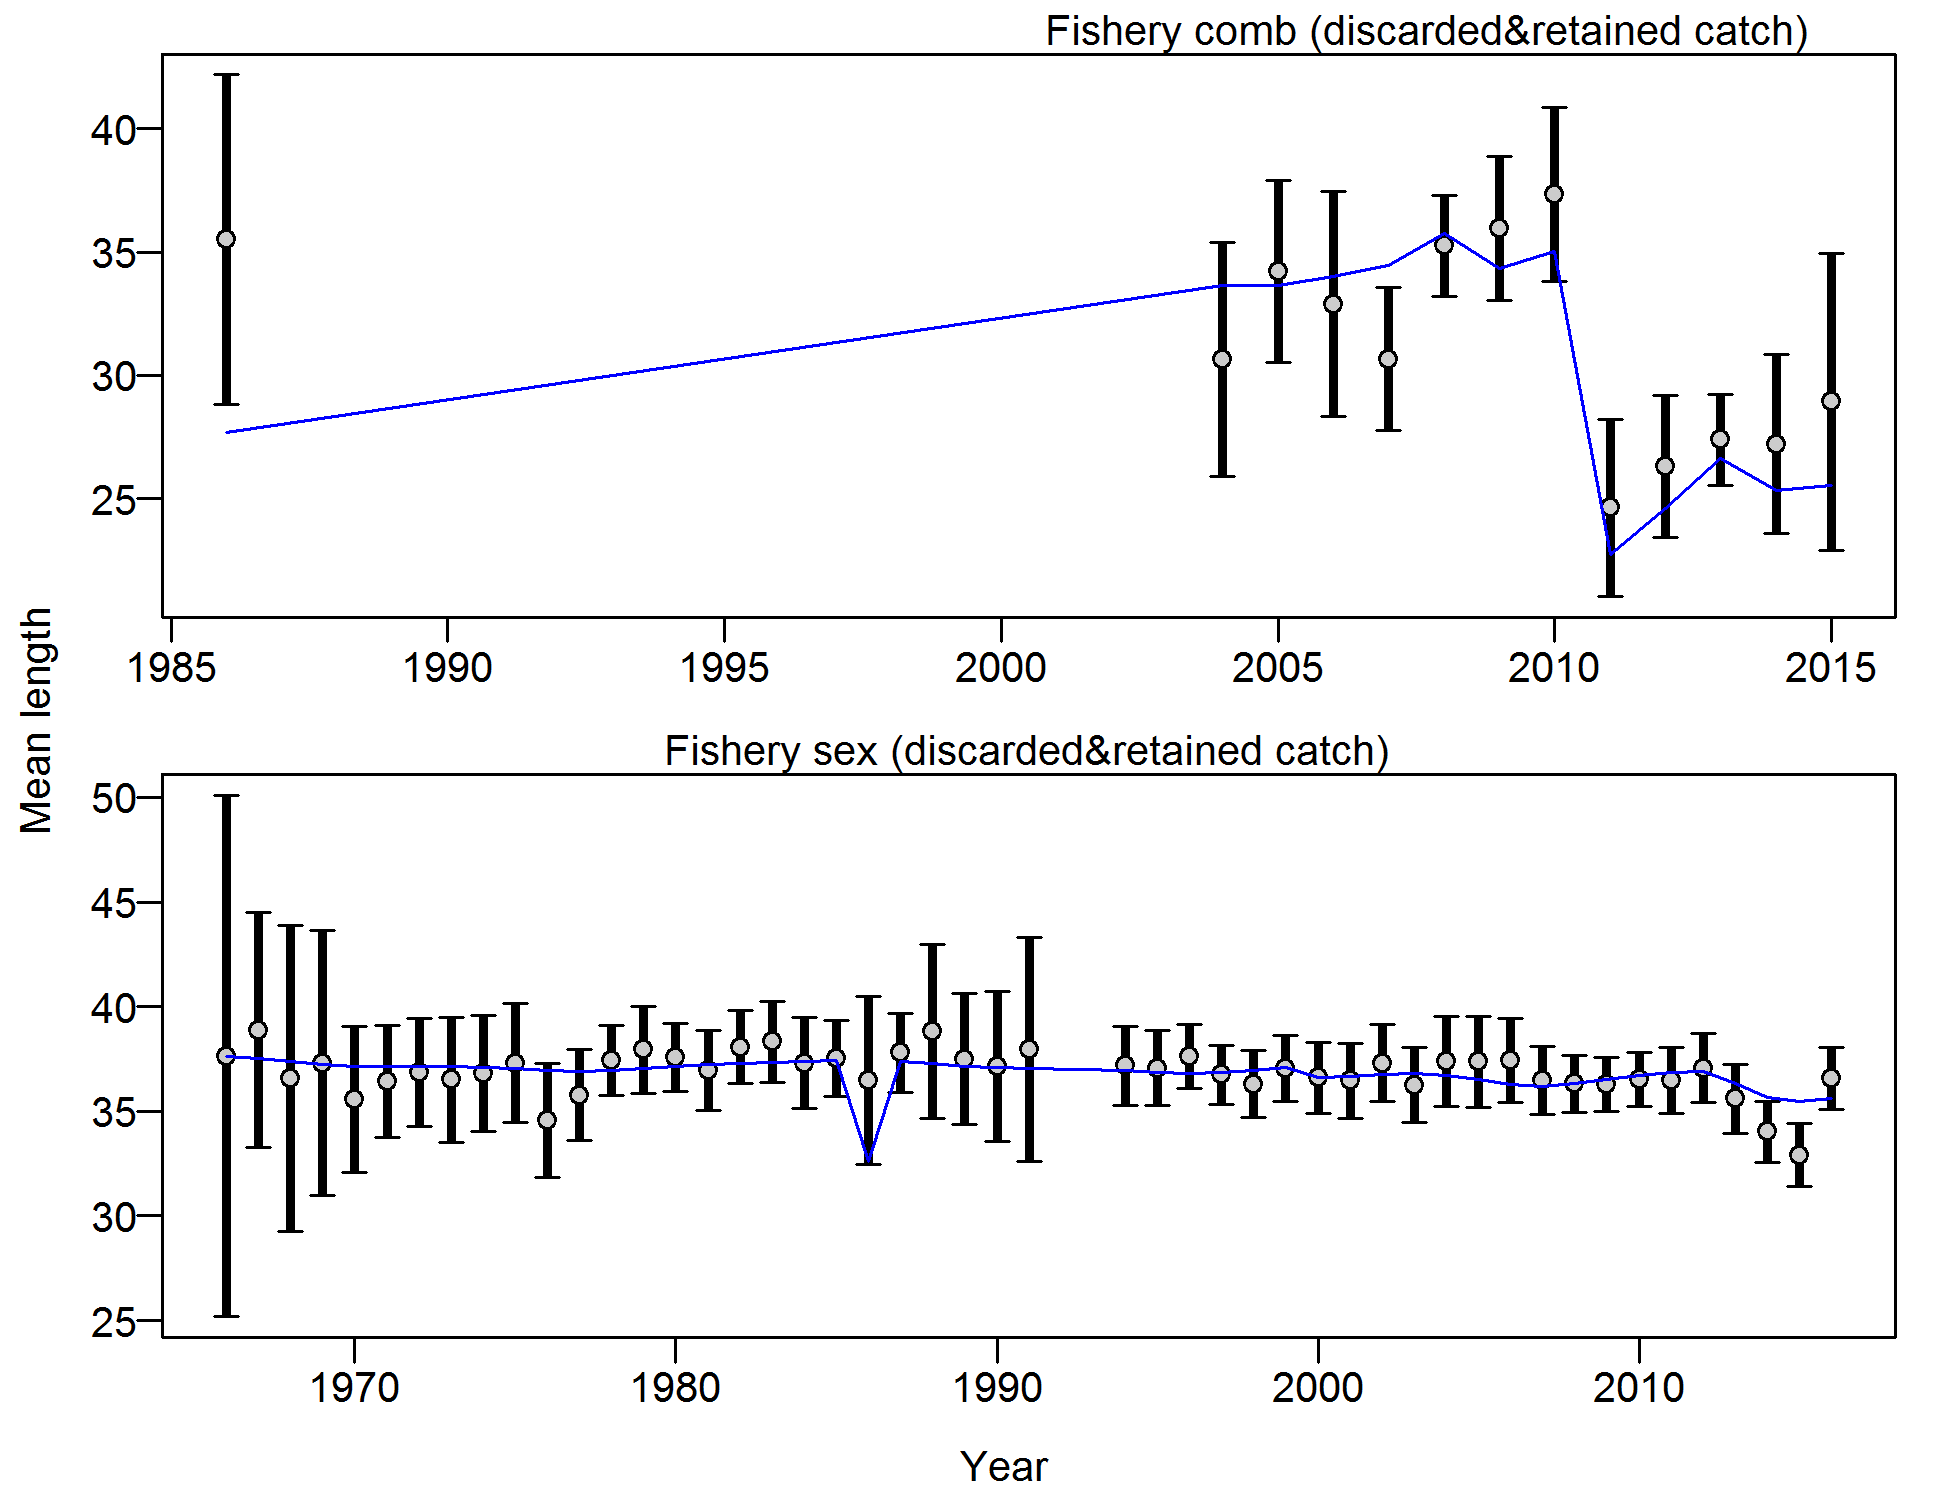 Fishery comb (discarded&retained catch)
40
35
30
25
1985 1990 1995 2000 2005 2010 2015
Mean length
Fishery sex (discarded&retained catch)
50
45
40
35
30
25
1970 1980 1990 2000 2010
Year